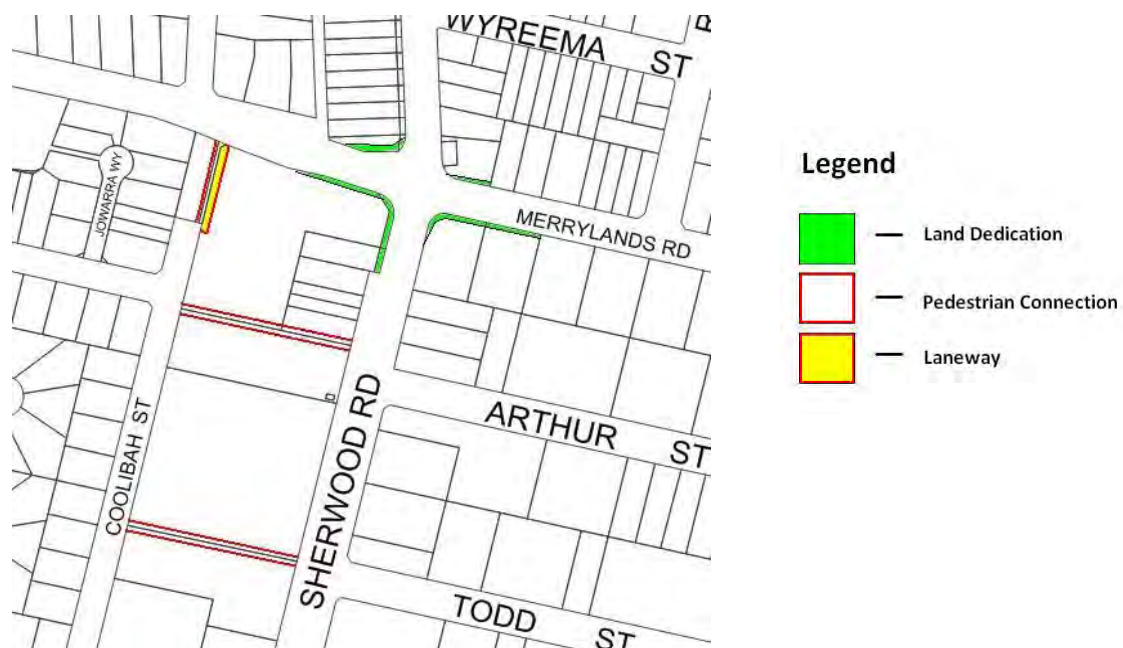 WYREEMA ST
JOWARRA WY
MERRYLANDS RD
ARTHUR ST
COOLIBAH ST
SHERWOOD RD
TODD ST
Legend
Land Dedication
Pedestrian Connection
Laneway